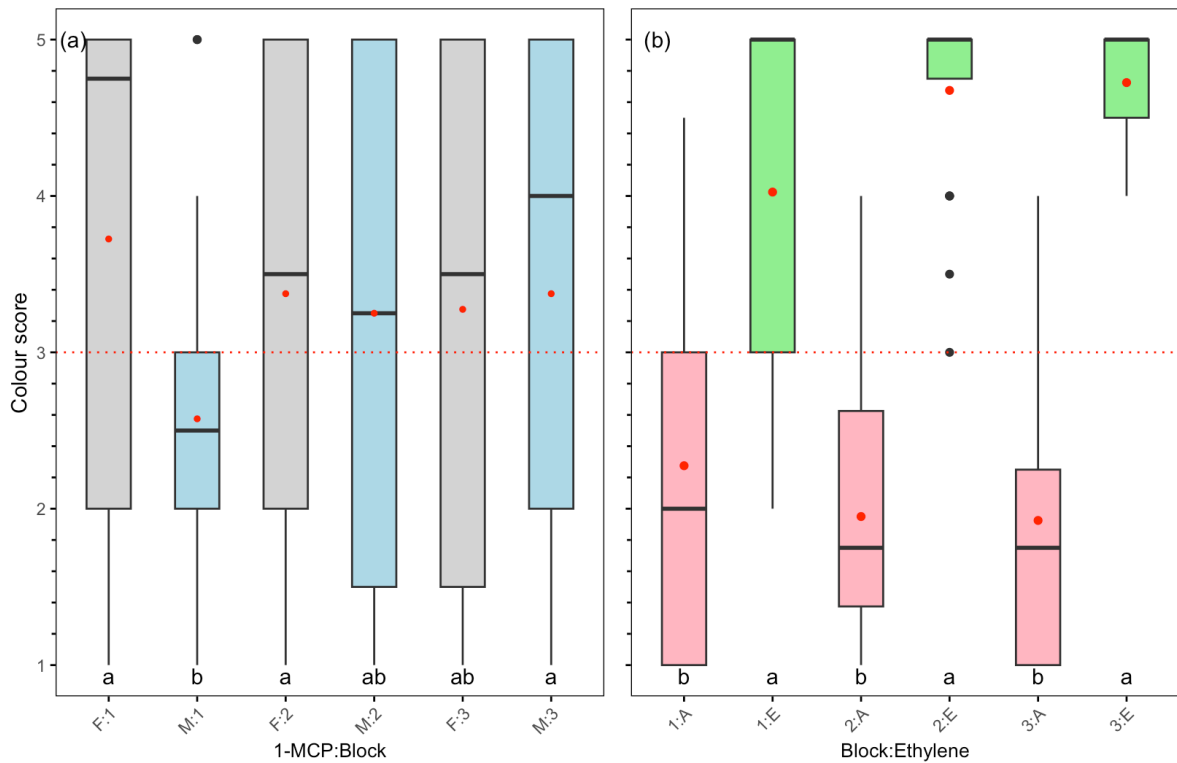 (a)
(b)
Colour score
5
4
3
2
1
a b a ab ab a
b a b a b a
F:1 M:1 F:2 M:2 F:3 M:3
1:A 1:E 2:A 2:E 3:A 3:E
1-MCP:Block
Block:Ethylene